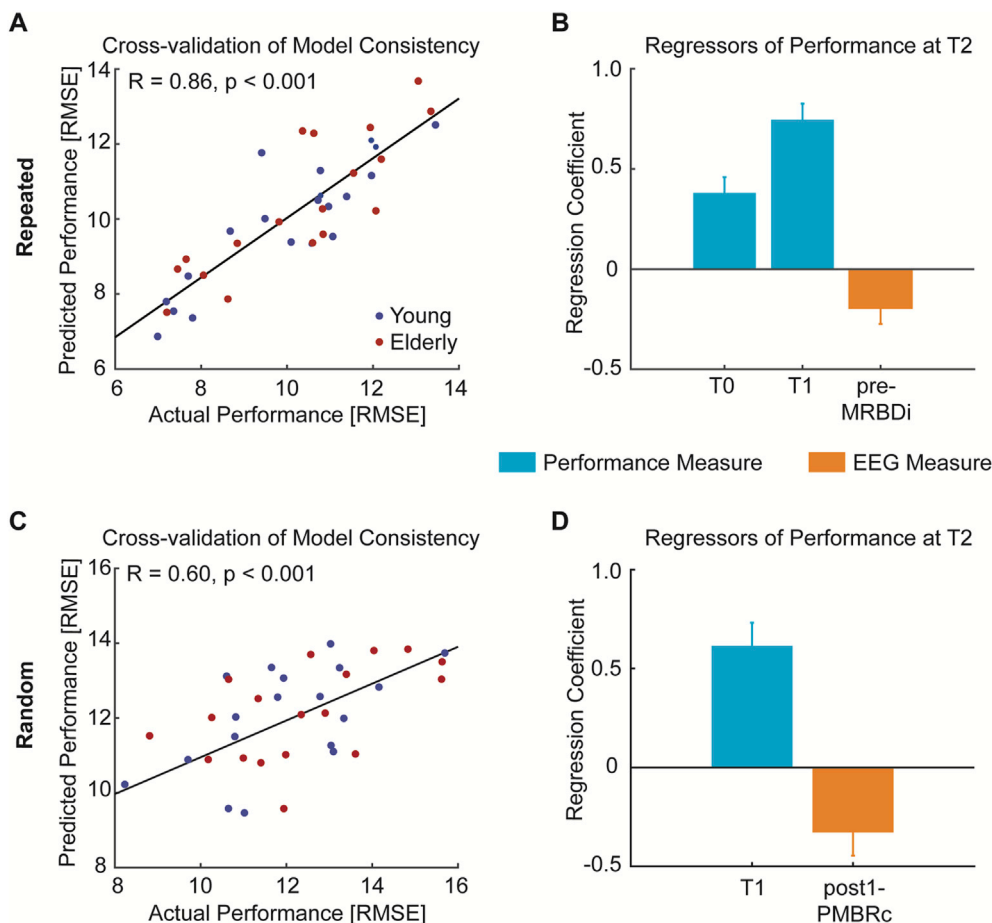 A
Cross-validation of Model Consistency
R = 0.86, p < 0.001
Repeated
Predicted Performance [RMSE]
14
12
10
8
6
Young
Elderly
6 8 10 12 14
Actual Performance [RMSE]
B
Regressors of Performance at T2
Regression Coefficient
1.0
0.5
0
-0.5
T0 T1 pre-
MRBDi
Performance Measure EEG Measure
C
Cross-validation of Model Consistency
R = 0.60, p < 0.001
Random
Predicted Performance [RMSE]
16
14
12
10
8
8 10 12 14 16
Actual Performance [RMSE]
D
Regressors of Performance at T2
Regression Coefficient
1.0
0.5
0
-0.5
T1 post1-
PMBRc